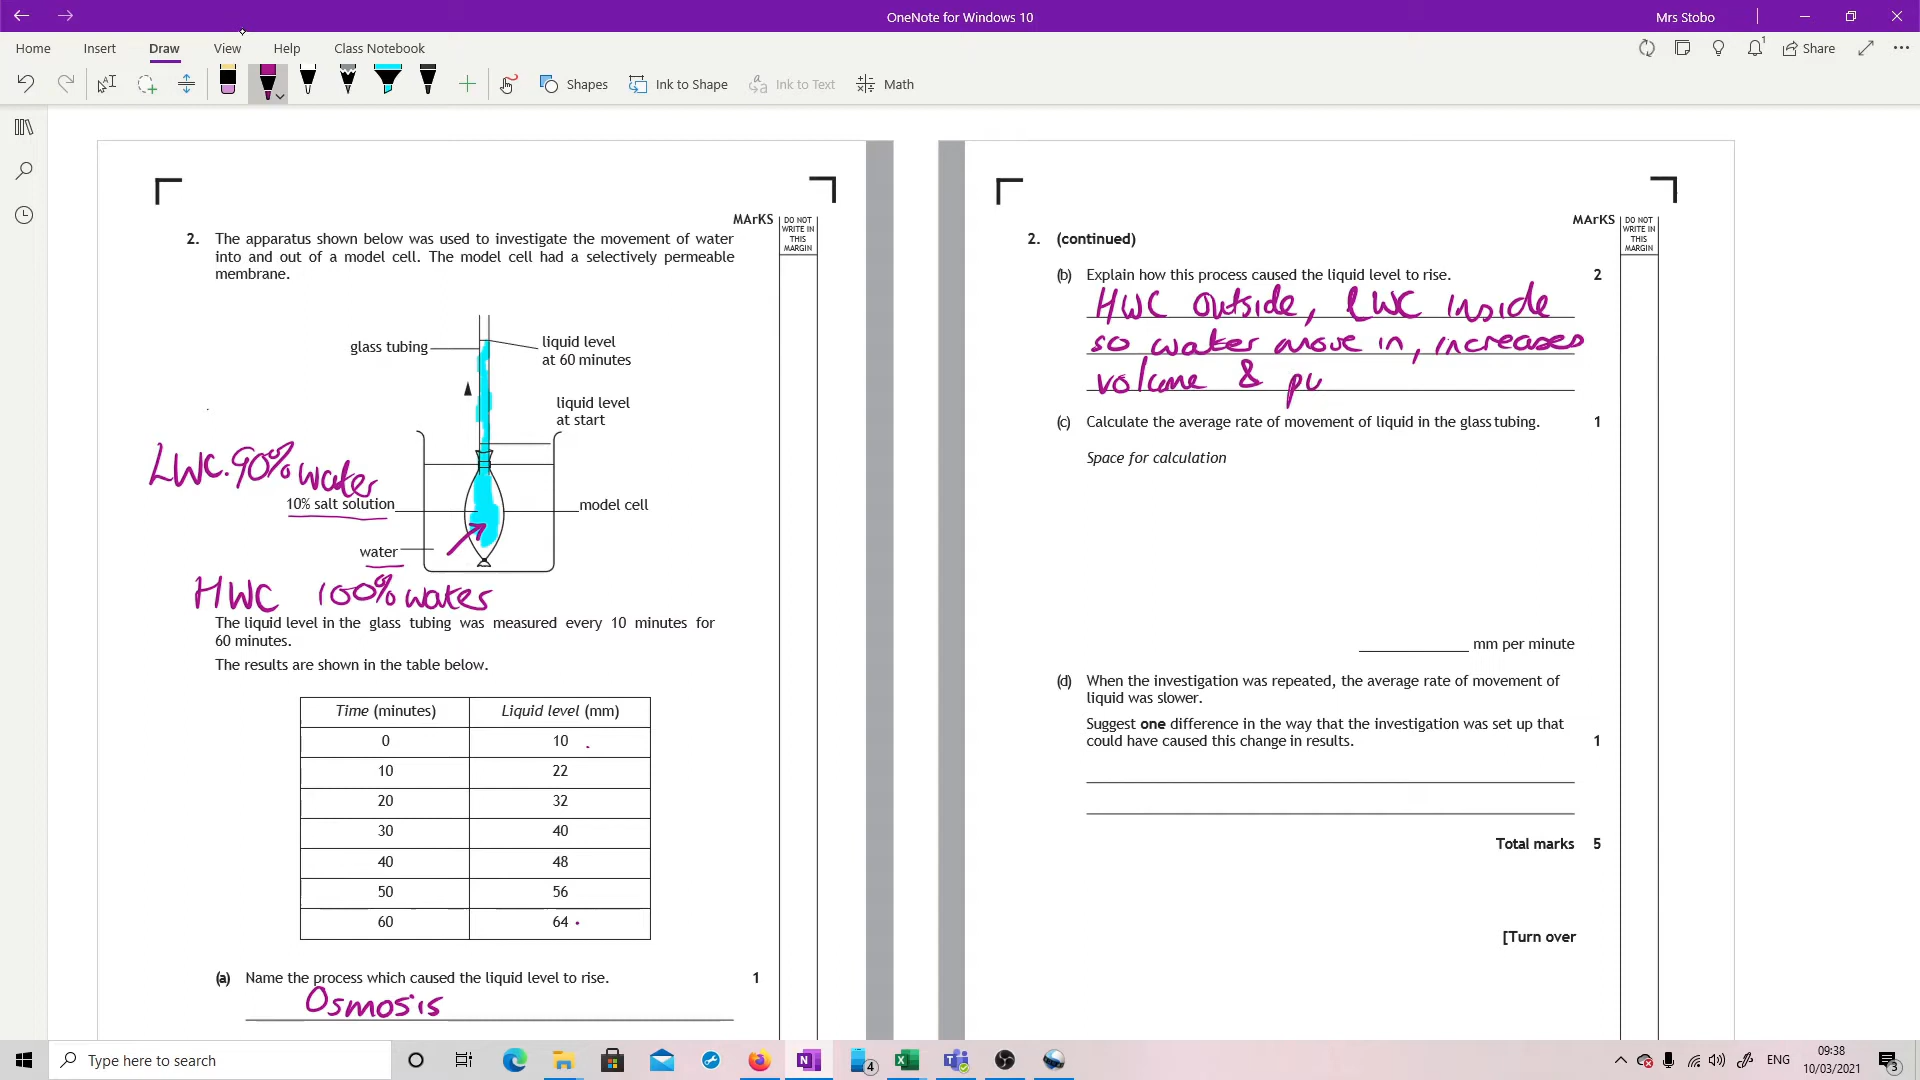 OneNote for Windows 10
Mrs Stobo
Home Insert Draw View Help Class Notebook
Share
Shapes Ink to Shape Ink to Text Math
MArKS
DO NOT
WRITE IN
THIS
MARGIN
2. The apparatus shown below was used to investigate the movement of water
into and out of a model cell. The model cell had a selectively permeable
membrane.
glass tubing
liquid level
at 60 minutes
liquid level
at start
LWC. 90% water
10% salt solution
model cell
water
HWC 100% water
The liquid level in the glass tubing was measured every 10 minutes for
60 minutes.
The results are shown in the table below.
Time (minutes) Liquid level (mm)
0 10
10 22
20 32
30 40
40 48
50 56
60 64
(a) Name the process which caused the liquid level to rise. 1
Osmosis
MArKS
DO NOT
WRITE IN
THIS
MARGIN
2. (continued)
(b) Explain how this process caused the liquid level to rise. 2
HWC outside, LWC inside
so water move in, increases
volume & pu
(c) Calculate the average rate of movement of liquid in the glass tubing. 1
Space for calculation
mm per minute
(d) When the investigation was repeated, the average rate of movement of
liquid was slower.
Suggest one difference in the way that the investigation was set up that
could have caused this change in results. 1
Total marks 5
[Turn over
Type here to search
4
ENG
09:38
10/03/2021
3